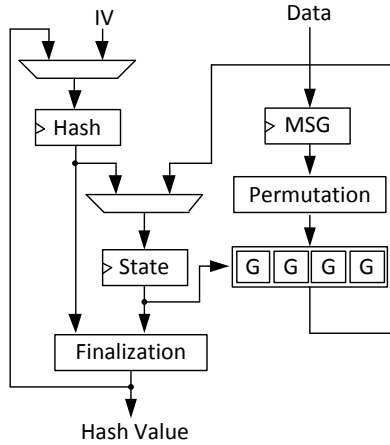 IV
Data
Hash
MSG
Permutation
State
G G G G
Finalization
Hash Value